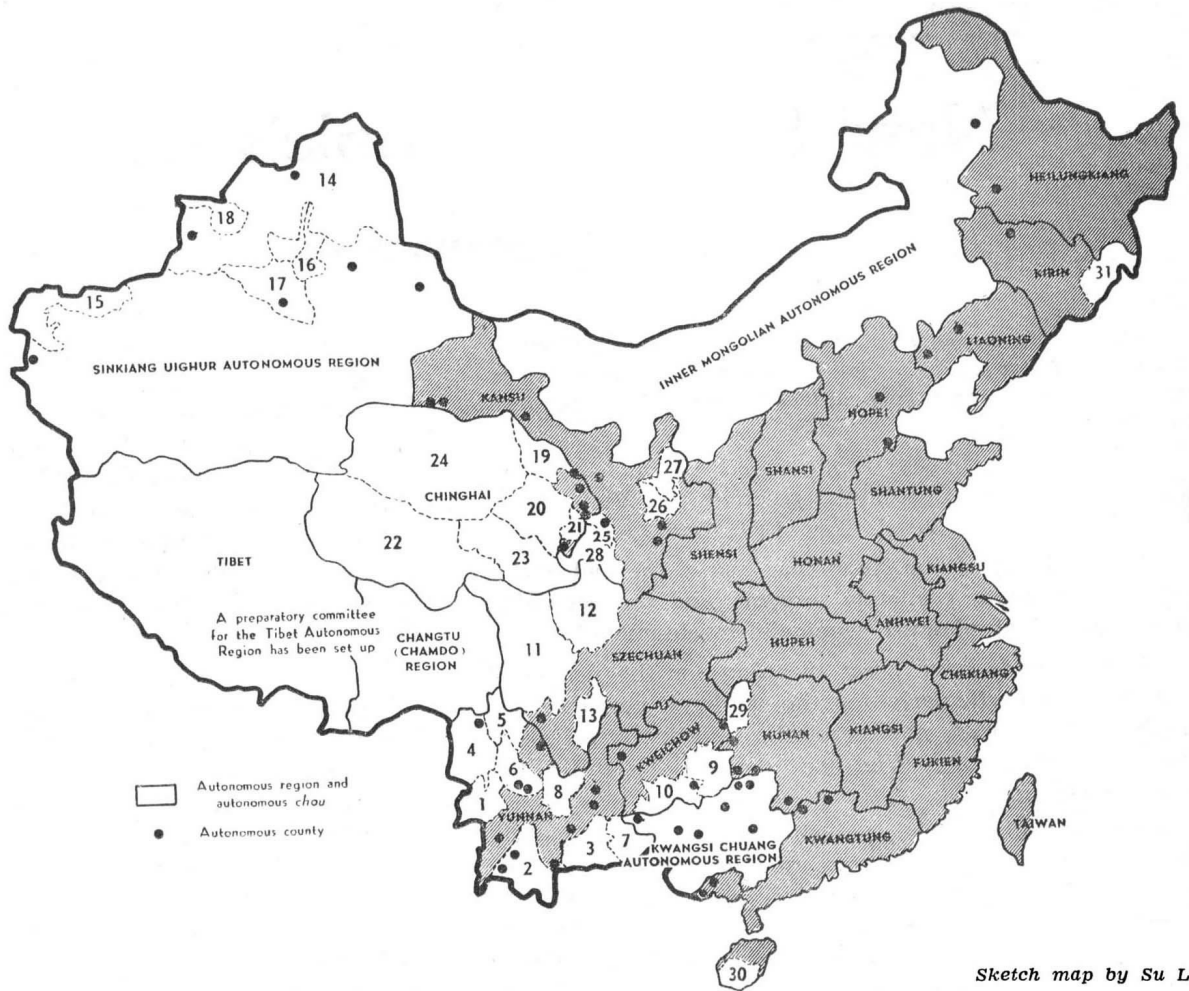 14
18
16
17
15
SINKIANG UIGHUR AUTONOMOUS REGION
INNER MONGOLIAN AUTONOMOUS REGION
HEILUNGKIANG
KIRIN
31
LIAONING
KANSU
HOPEI
SHANSI
SHANTUNG
24
CHINGHAI
19
20
21
25
28
27
26
22
23
SHENSI
HONAN
KIANGSU
TIBET
A preparatory committee
for the Tibet Autonomous
Region has been set up
CHANGTU
(CHAMDO)
REGION
11
12
SZECHUAN
HUPEH
ANHWEI
CHEKIANG
13
29
HUNAN
KIANGSI
FUKIEN
KWEICHOW
5
4
6
8
9
10
1
YUNNAN
2
3
7
KWANGSI CHUANG
AUTONOMOUS REGION
KWANGTUNG
TAIWAN
30
Autonomous region and
autonomous chou
Autonomous county
Sketch map by Su L